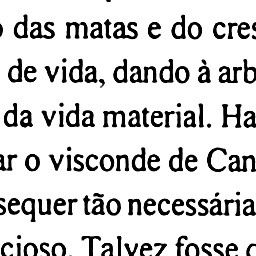 das matas e do cres
de vida, dando à arb
da vida material. Ha
ar o visconde de Can
sequer tão necessária
cioso. Talvez fosse